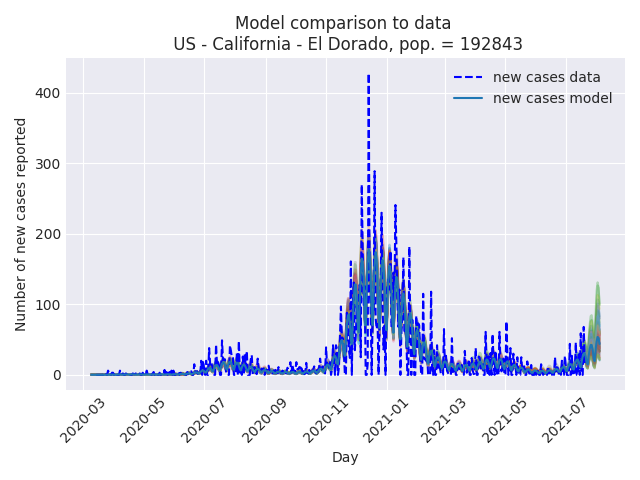 Model comparison to data
US - California - El Dorado, pop. = 192843
new cases data
new cases model
Number of new cases reported
400
300
200
100
0
2020-03
2020-05
2020-07
2020-09
2020-11
2021-01
2021-03
2021-05
2021-07
Day